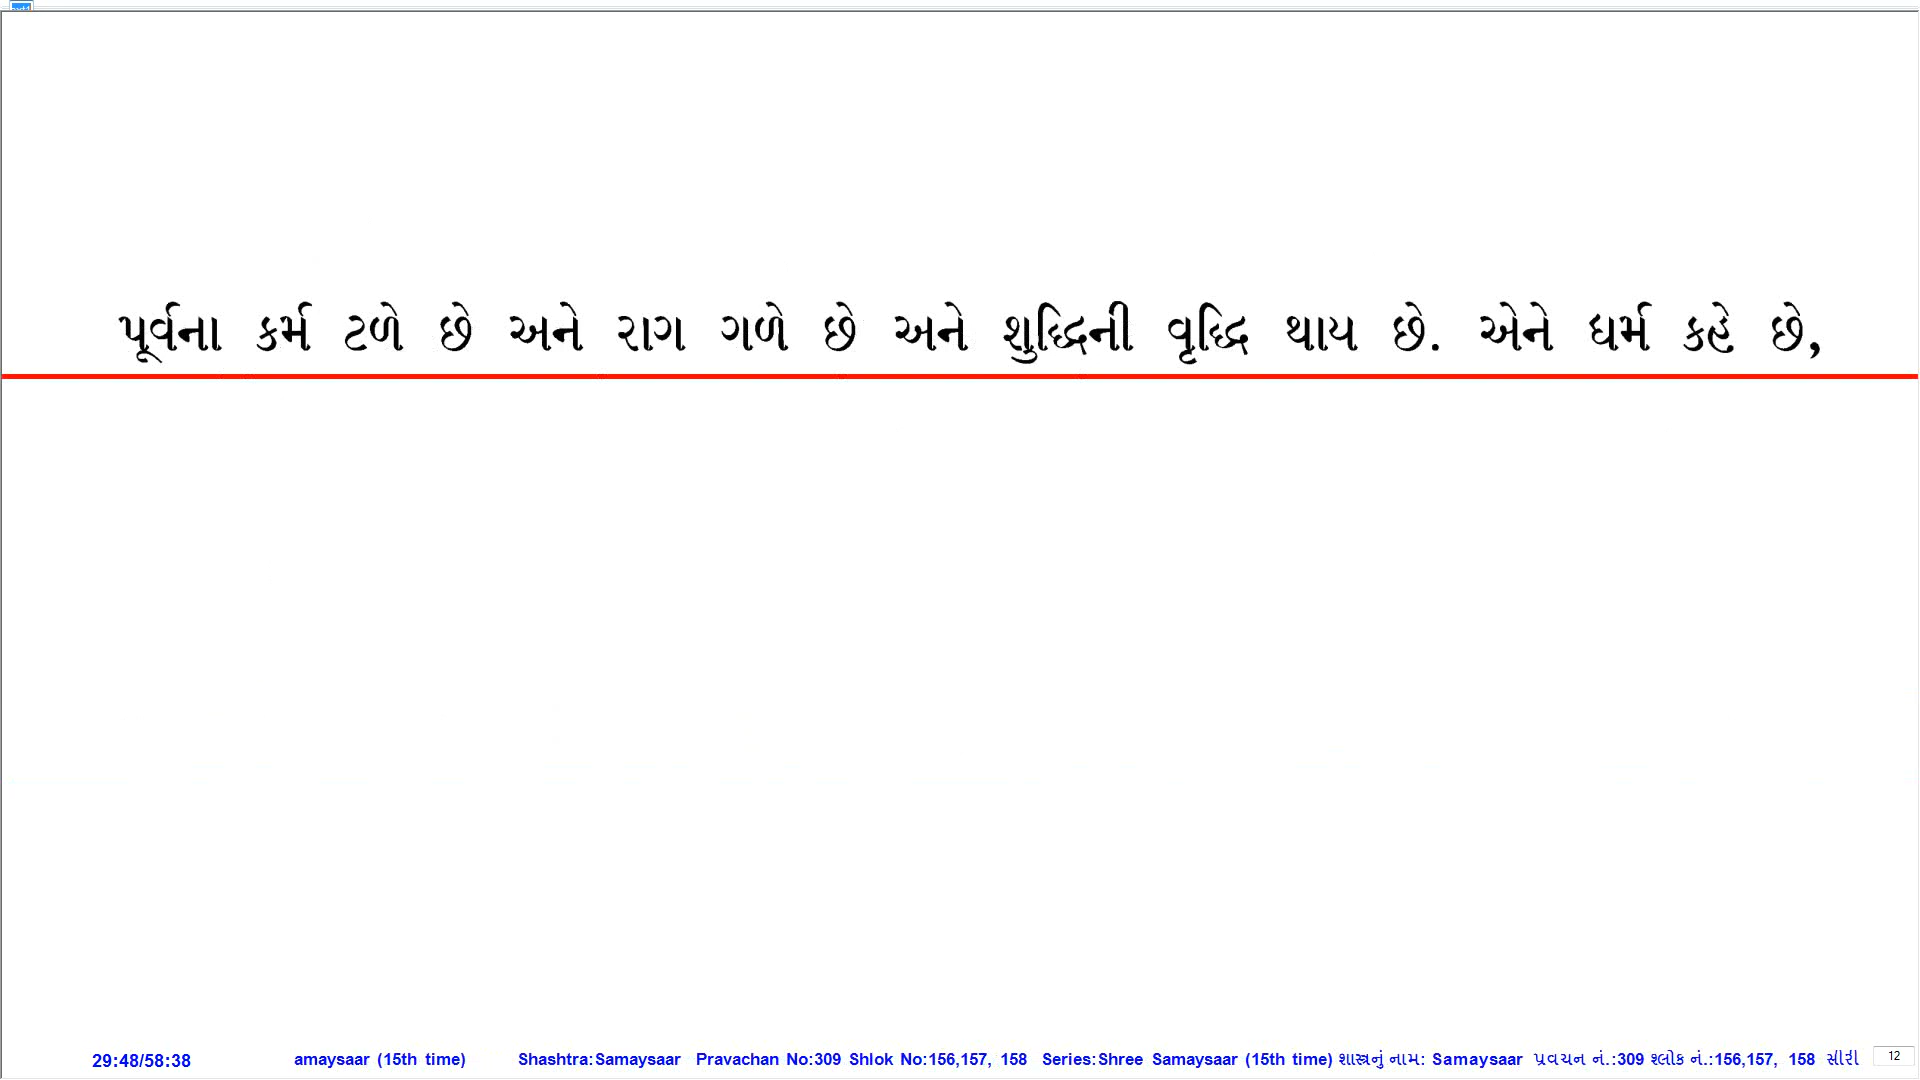 પૂર્વના કર્મ ટળે છે અને રાગ ગળે છે અને શુદ્ધિની વૃદ્ધિ થાય છે. એને ધર્મ કહે છે,
29:48/58:38 amaysaar (15th time) Shashtra:Samaysaar Pravachan No:309 Shlok No:156,157, 158 Series:Shree Samaysaar (15th time) શાસ્ત્રનું નામ: Samaysaar પ્રવચન નં.:309 શ્લોક નં.:156,157, 158 સીરી 12